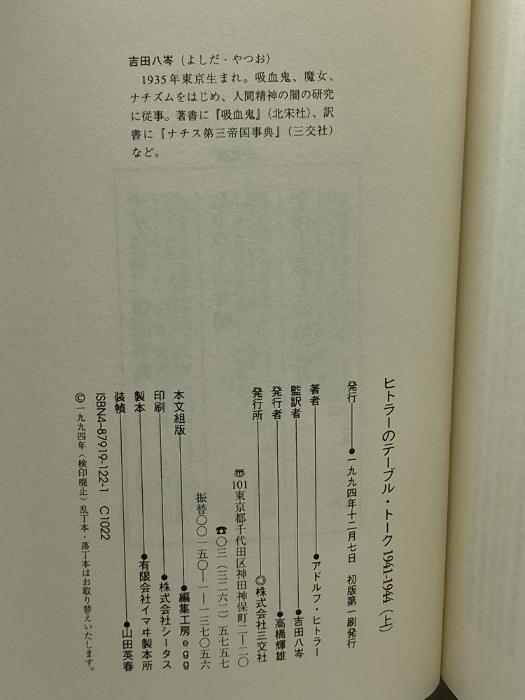 吉田八岑(よしだ・やつお)
1935年東京生まれ。吸血鬼、魔女、
ナチズムをはじめ、人間精神の闇の研究
に従事。著書に『吸血鬼』(北宋社)、訳
書に『ナチス第三帝国事典』(三交社)
など。
ヒトラーのテーブル・トーク 1941-1944(上)
発行 ●一九九四年十二月七日 初版第一刷発行
著者 ●アドルフ・ヒトラー
監訳者 ●吉田八岑
発行者 ●高橋輝雄
発行所 ◎株式会社三交社
〠101東京都千代田区神田神保町二−二〇
☎〇三(三二六二)五七五七
振替〇〇一五〇−一−一三七〇五六
本文組版 ●編集工房egg
印刷 ●株式会社シータス
製本 ●有限会社イマヰ製本所
装幀 ●山田英春
ISBN4-87919-122-1 C1022
©一九九四年〈検印廃止〉乱丁本・落丁本はお取り替えいたします。